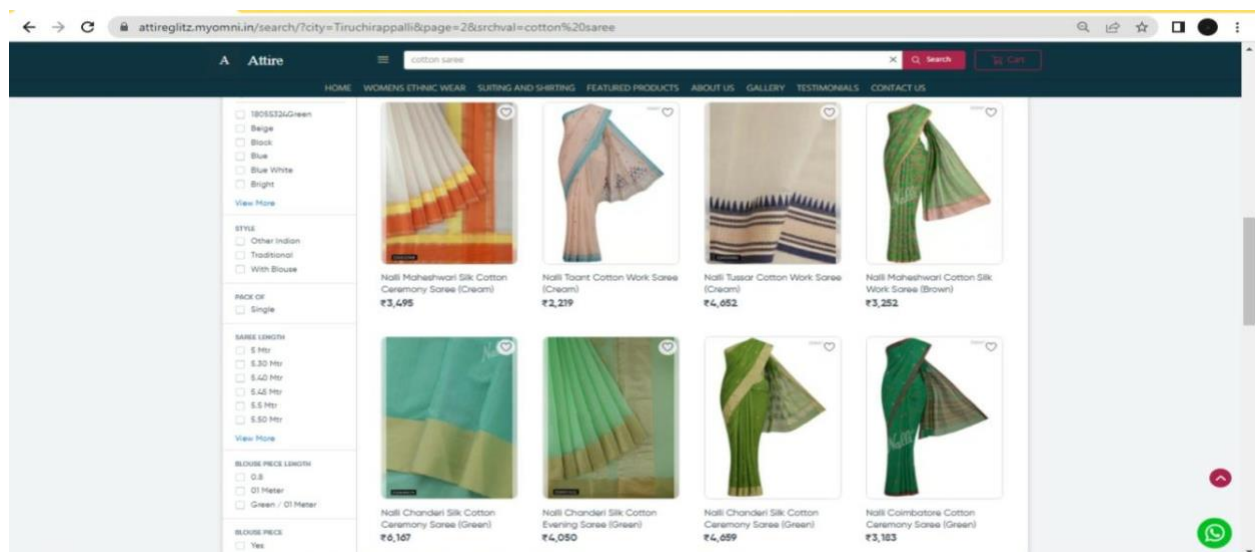 attireglitz.myomni.in/search/?city=Tiruchirappalli&page=2&srchval=cotton%20saree
A Attire
cotton saree
Search
Cart
HOME WOMENS ETHNIC WEAR SUITING AND SHIRTING FEATURED PRODUCTS ABOUT US GALLERY TESTIMONIALS CONTACT US
Beige
Black
Blue
Blue White
Bright
View More
STYLE
Other Indian
Traditional
With Blouse
PACK OF
Single
SAREE LENGTH
5 Mtr
5.30 Mtr
5.40 Mtr
5.45 Mtr
5.5 Mtr
5.50 Mtr
View More
BLOUSE PIECE LENGTH
0.8
01 Meter
Green / 01 Meter
BLOUSE PIECE
Yes
Nalli Maheshwari Silk Cotton
Ceremony Saree (Cream)
₹3,495
Nalli Taant Cotton Work Saree
(Cream)
₹2,219
Nalli Tussar Cotton Work Saree
(Cream)
₹4,652
Nalli
Nalli Maheshwari Cotton Silk
Work Saree (Brown)
₹3,252
Nalli Chanderi Silk Cotton
Ceremony Saree (Green)
₹6,167
Nalli Chanderi Silk Cotton
Evening Saree (Green)
₹4,050
Nalli Chanderi Silk Cotton
Ceremony Saree (Green)
₹4,659
Nalli
Nalli Coimbatore Cotton
Ceremony Saree (Green)
₹3,183